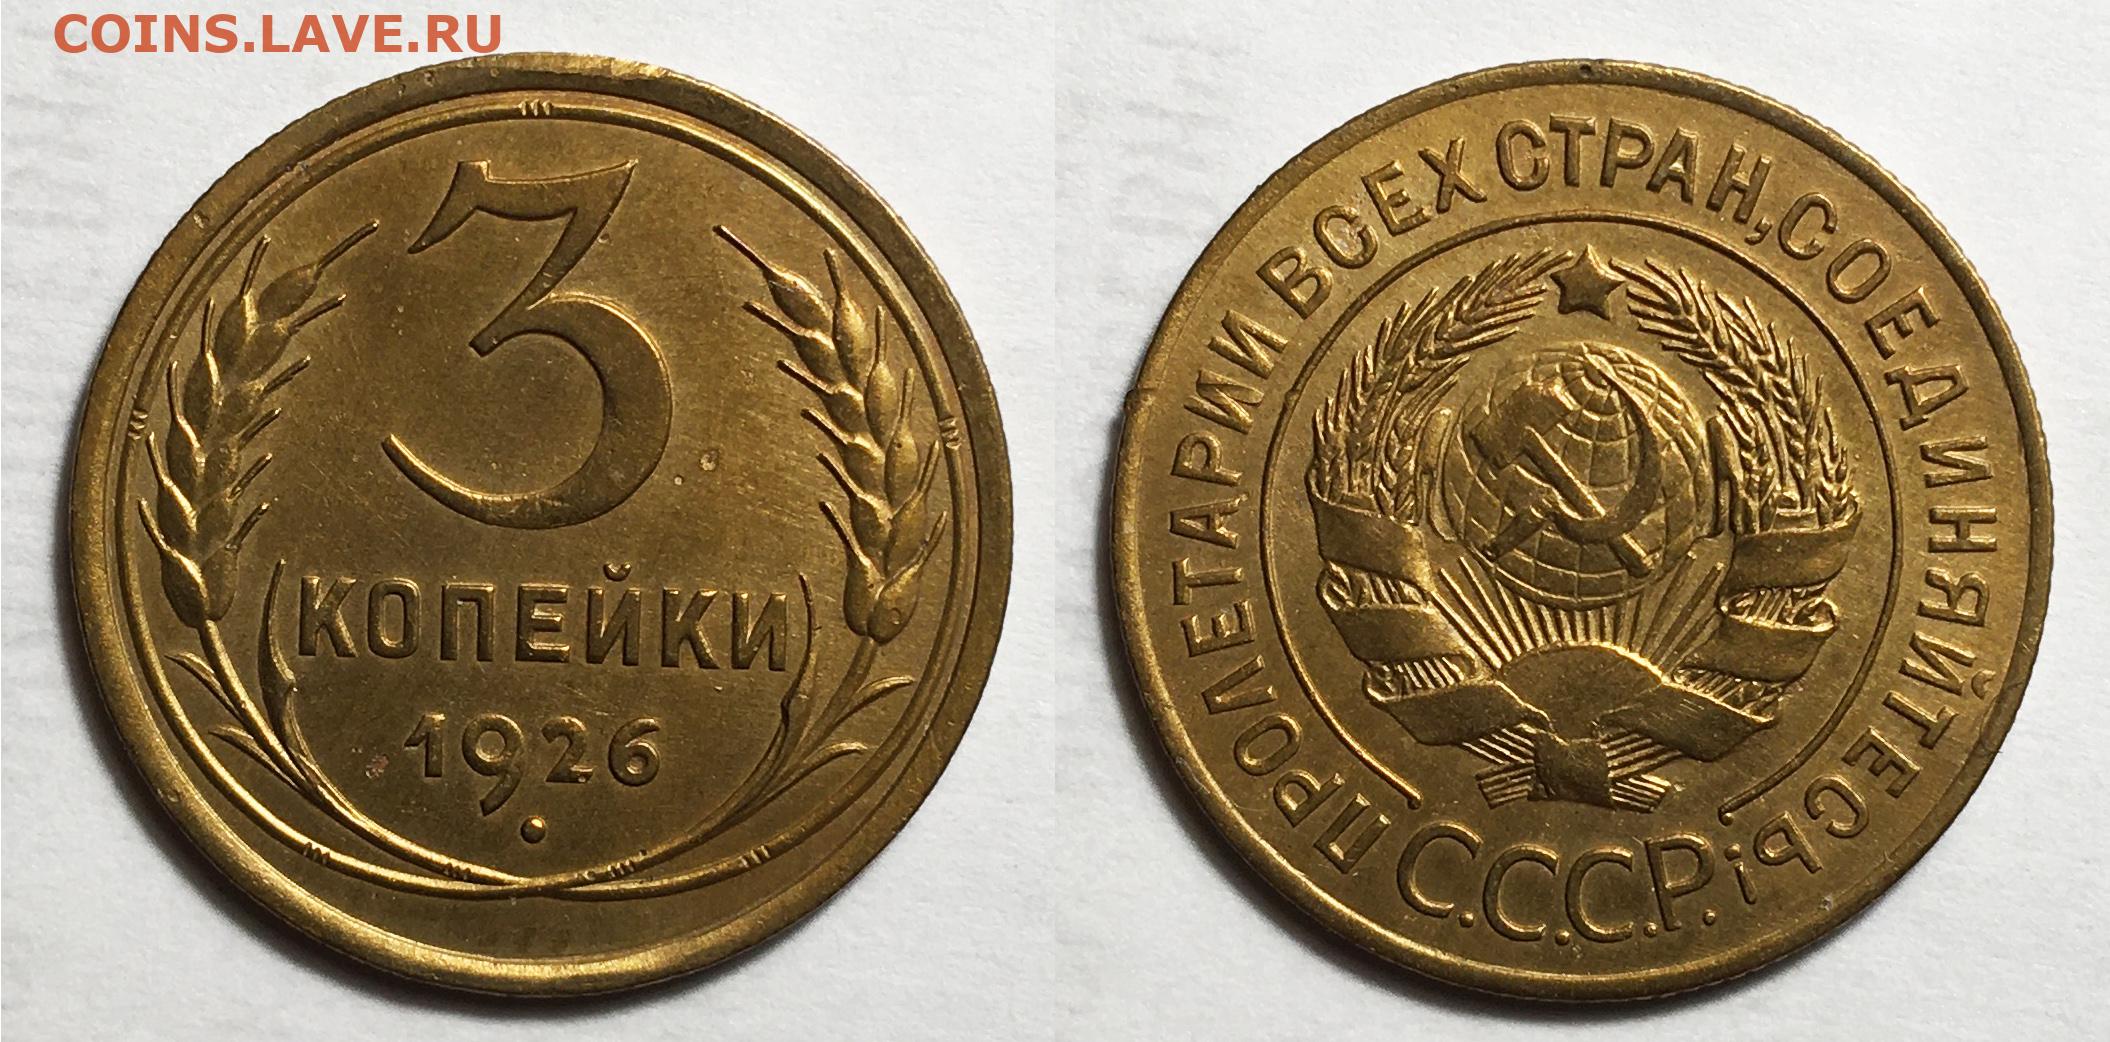 COINS.LAVE.RU
3
КОПЕЙКИ
1926
ПРОЛЕТАРИИ ВСЕХ СТРАН, СОЕДИНЯЙТЕСЬ!
С.С.С.Р.